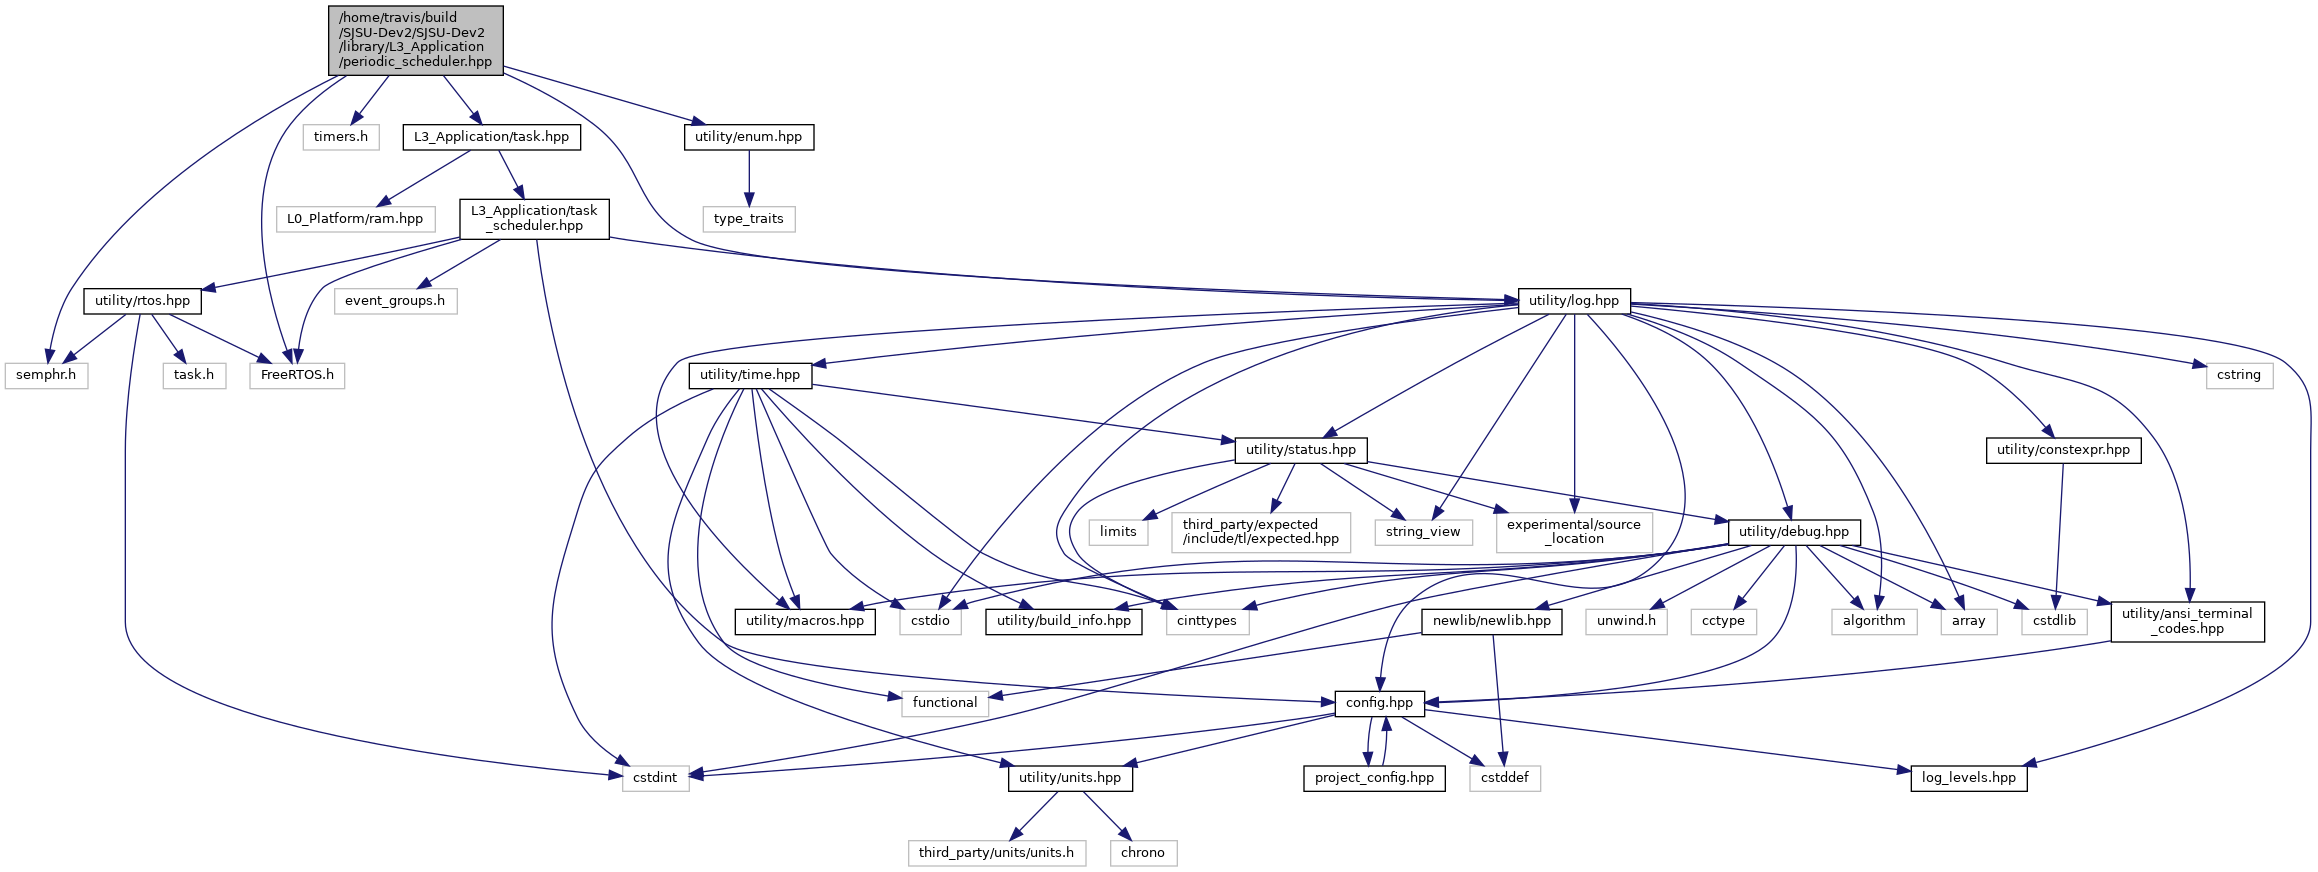 /home/travis/build
/SJSU-Dev2/SJSU-Dev2
/library/L3_Application
/periodic_scheduler.hpp
timers.h
L3_Application/task.hpp
utility/enum.hpp
L0_Platform/ram.hpp
L3_Application/task
_scheduler.hpp
type_traits
utility/rtos.hpp
event_groups.h
utility/log.hpp
semphr.h
task.h
FreeRTOS.h
utility/time.hpp
cstring
utility/status.hpp
utility/constexpr.hpp
limits
third_party/expected
/include/tl/expected.hpp
string_view
experimental/source
_location
utility/debug.hpp
utility/macros.hpp
cstdio
utility/build_info.hpp
cinttypes
newlib/newlib.hpp
unwind.h
cctype
algorithm
array
cstdlib
utility/ansi_terminal
_codes.hpp
functional
config.hpp
cstdint
utility/units.hpp
project_config.hpp
cstddef
log_levels.hpp
third_party/units/units.h
chrono